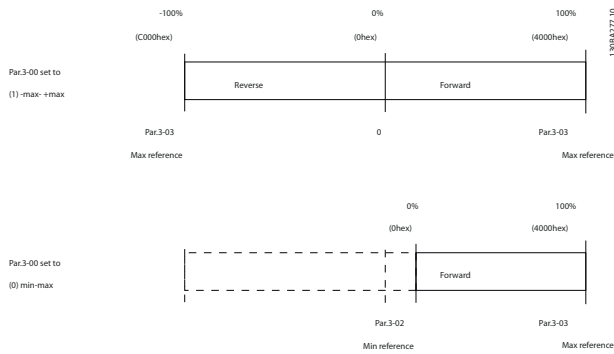 -100% 0% 100%
(C000hex) (0hex) (4000hex)
130BA277.10
Par.3-00 set to
(1) -max- +max
Reverse Forward
Par.3-03 0 Par.3-03
Max reference Max reference
0% 100%
(0hex) (4000hex)
Par.3-00 set to
(0) min-max
Forward
Par.3-02 Par.3-03
Min reference Max reference